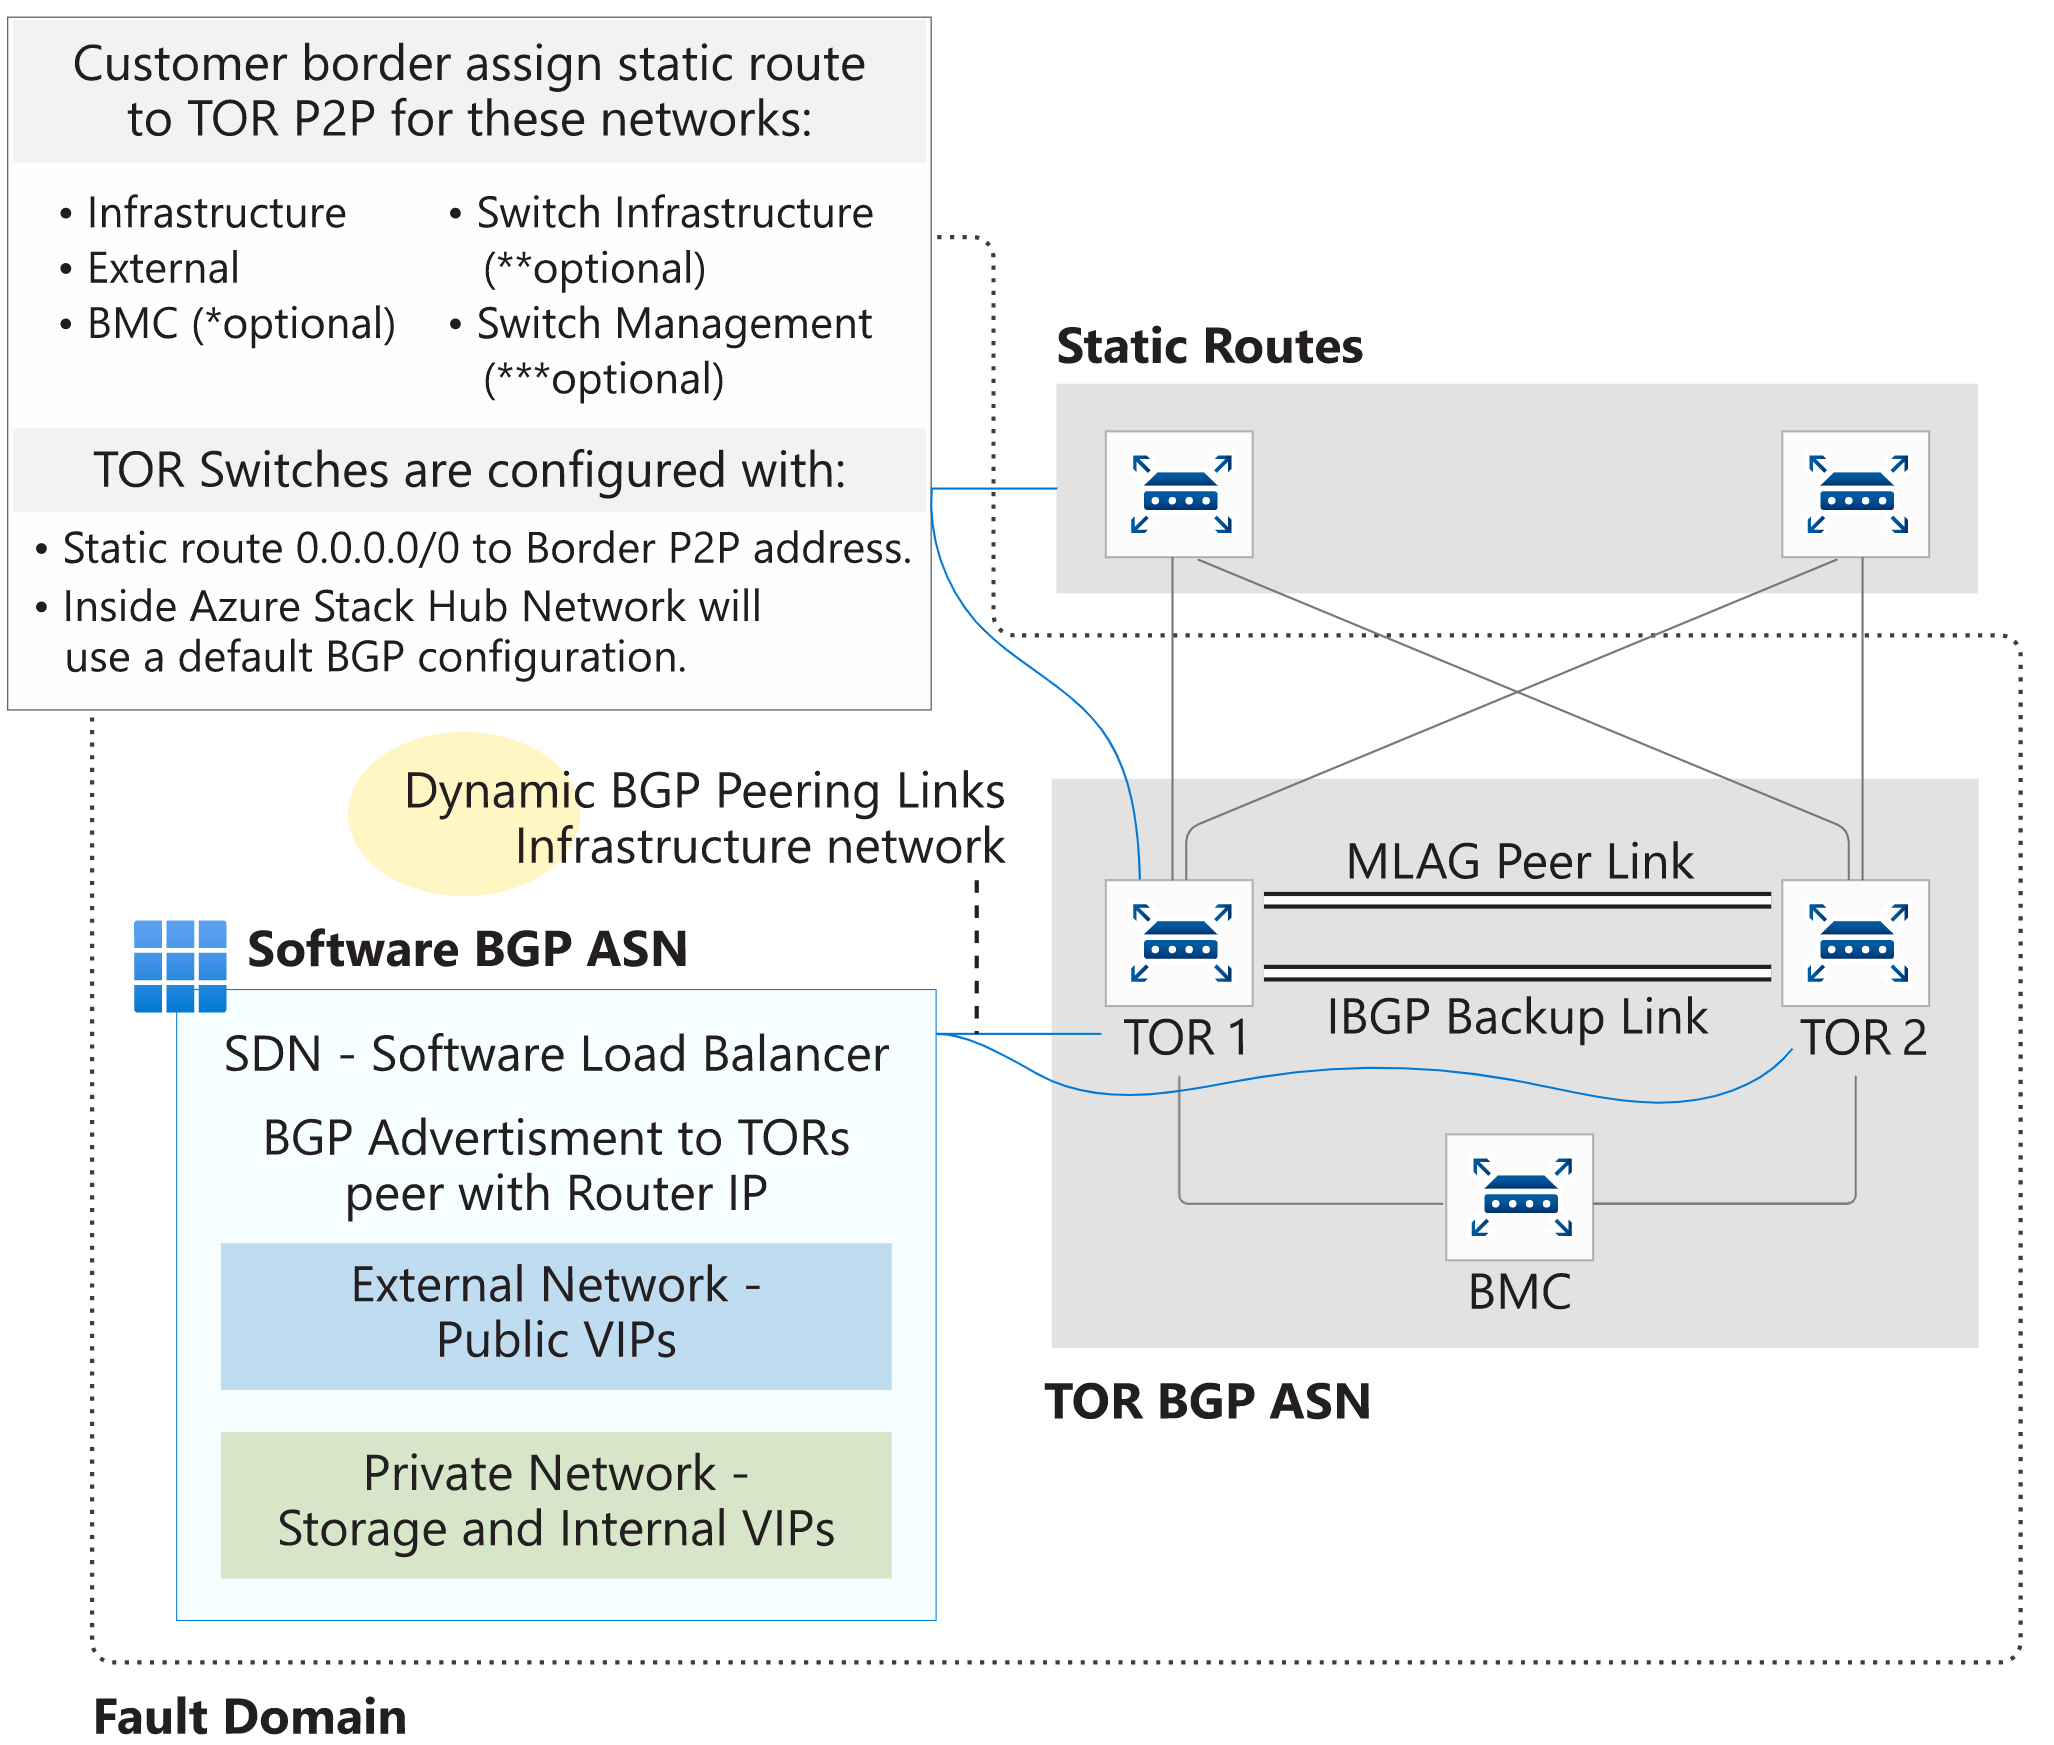 Customer border assign static route
to TOR P2P for these networks:
• Infrastructure
• External
• BMC (*optional)
• Switch Infrastructure
(**optional)
• Switch Management
(***optional)
TOR Switches are configured with:
• Static route 0.0.0.0/0 to Border P2P address.
• Inside Azure Stack Hub Network will
use a default BGP configuration.
Static Routes
Dynamic BGP Peering Links
Infrastructure network
MLAG Peer Link
IBGP Backup Link
TOR 1
TOR 2
BMC
TOR BGP ASN
Software BGP ASN
SDN - Software Load Balancer
BGP Advertisment to TORs
peer with Router IP
External Network -
Public VIPs
Private Network -
Storage and Internal VIPs
Fault Domain